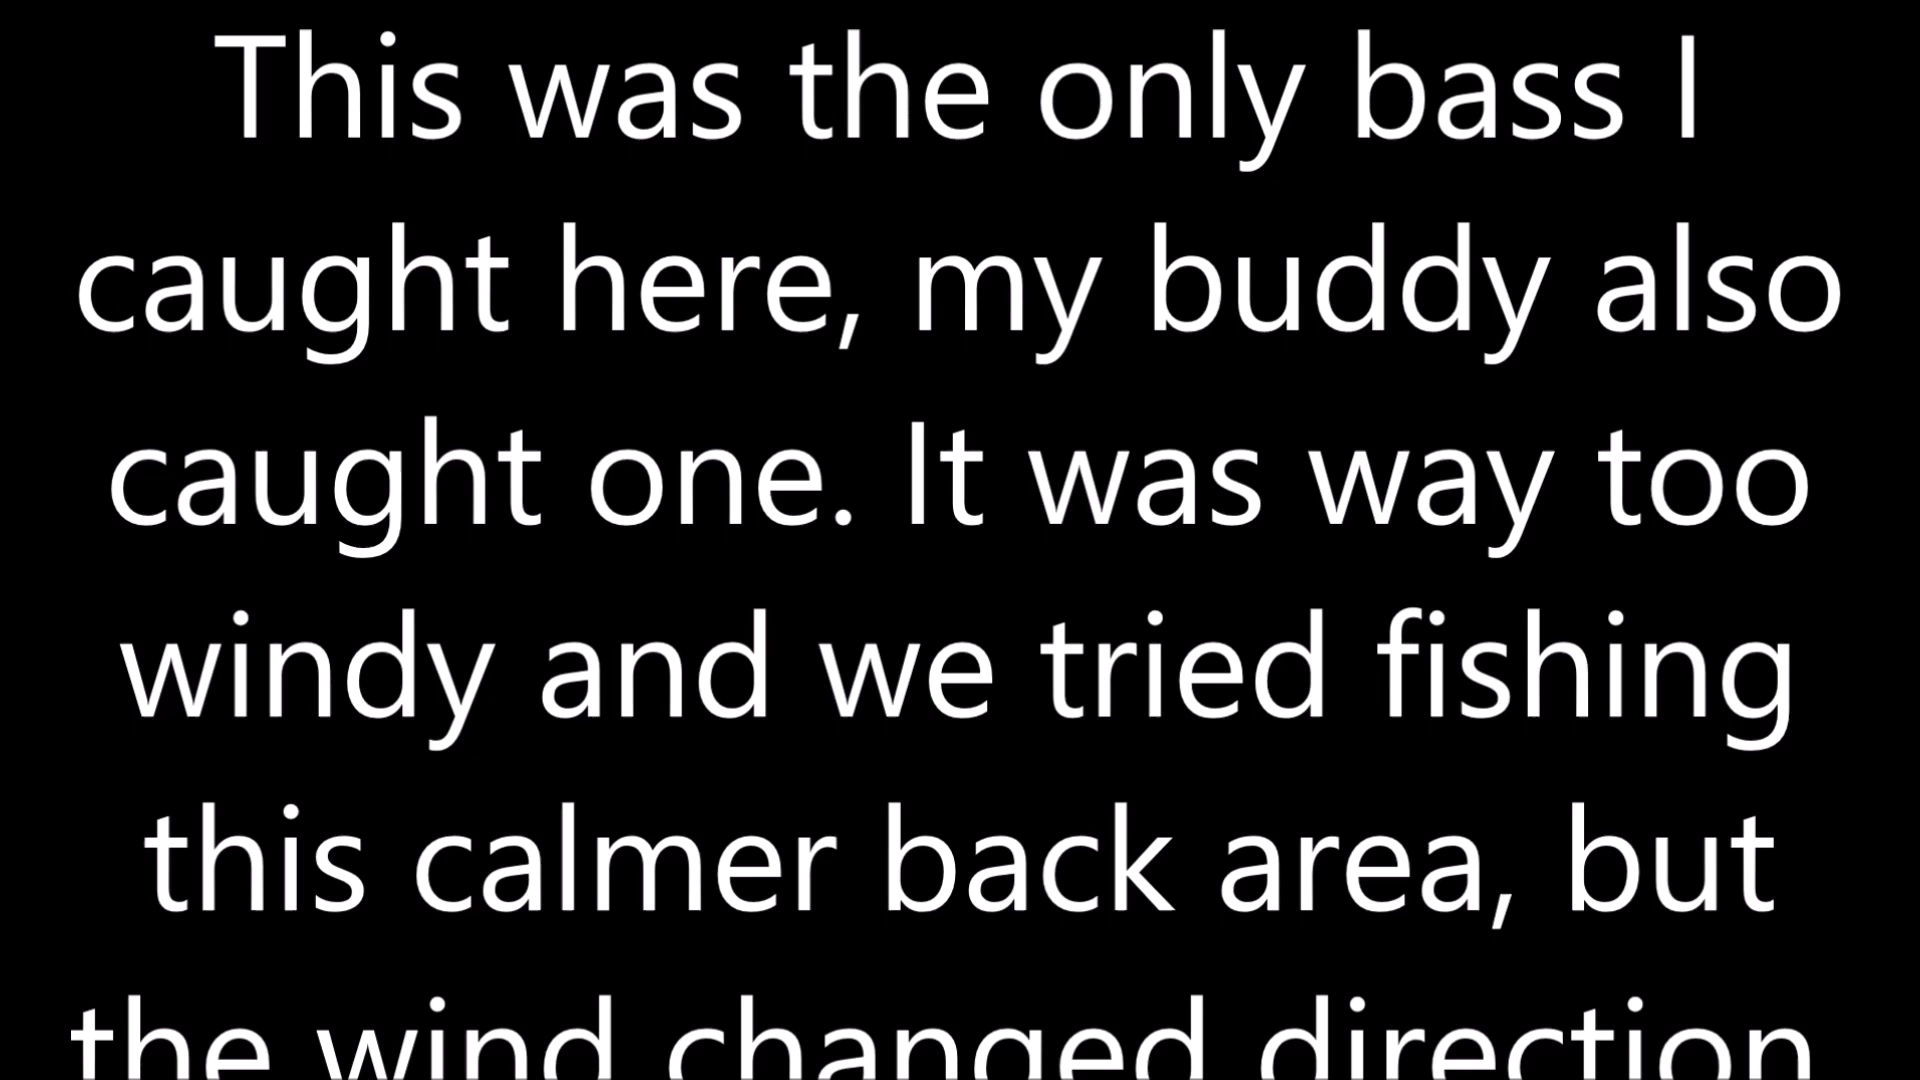 This was the only bass I
caught here, my buddy also
caught one. It was way too
windy and we tried fishing
this calmer back area, but
the wind changed direction